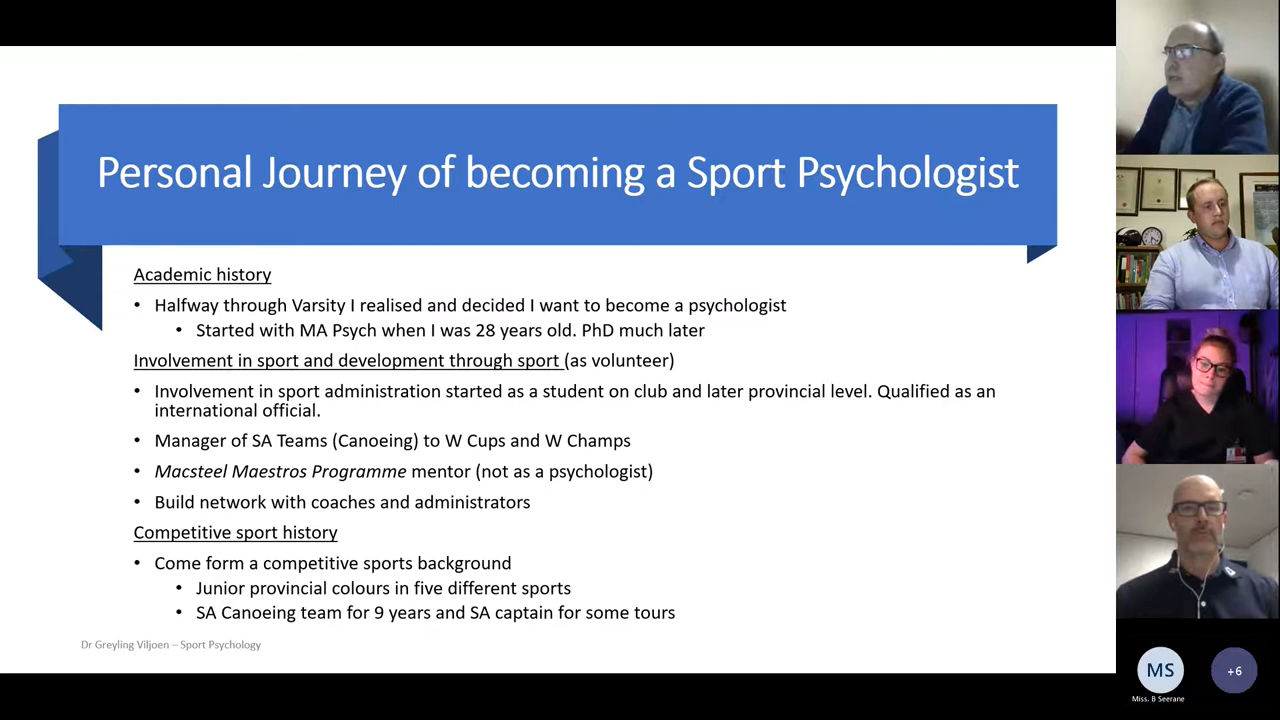 Personal Journey of becoming a Sport Psychologist
Academic history
• Halfway through Varsity I realised and decided I want to become a psychologist
• Started with MA Psych when I was 28 years old. PhD much later
Involvement in sport and development through sport (as volunteer)
• Involvement in sport administration started as a student on club and later provincial level. Qualified as an
international official.
• Manager of SA Teams (Canoeing) to W Cups and W Champs
• Macsteel Maestros Programme mentor (not as a psychologist)
• Build network with coaches and administrators
Competitive sport history
• Come form a competitive sports background
• Junior provincial colours in five different sports
• SA Canoeing team for 9 years and SA captain for some tours
Dr Greyling Viljoen – Sport Psychology
MS
+6
Miss. B Seerane